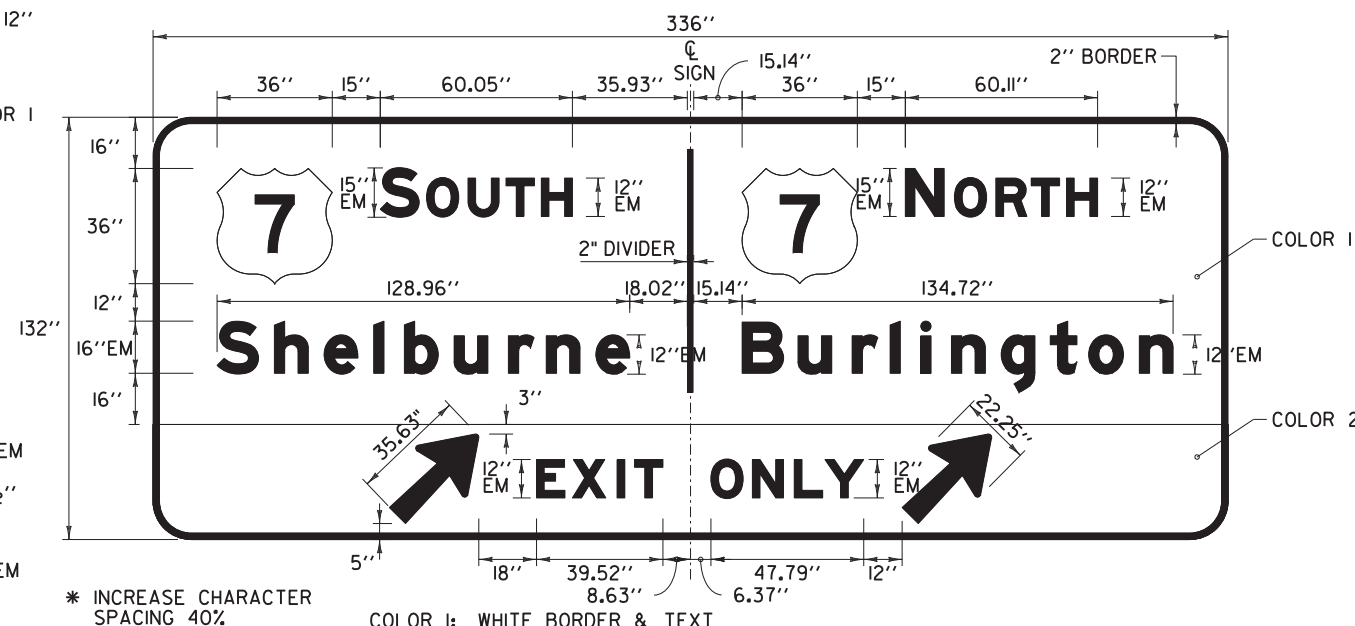 12''
336''
℄
SIGN
15.14''
2'' BORDER
36'' 15'' 60.05'' 35.93'' 36'' 15'' 60.11''
OR 1
16''
7 15'' EM SOUTH 12'' EM
7 15'' EM NORTH 12'' EM
36''
2" DIVIDER
COLOR 1
128.96'' 18.02'' 15.14'' 134.72''
12''
132''
16''EM Shelburne 12''EM Burlington 12''EM
16''
3''
35.63" 22.25''
COLOR 2
EM
12'' EM EXIT ONLY 12'' EM
5''
18'' 39.52'' 47.79'' 12''
8.63'' 6.37''
EM
* INCREASE CHARACTER
SPACING 40%
COLOR 1: WHITE BORDER & TEXT